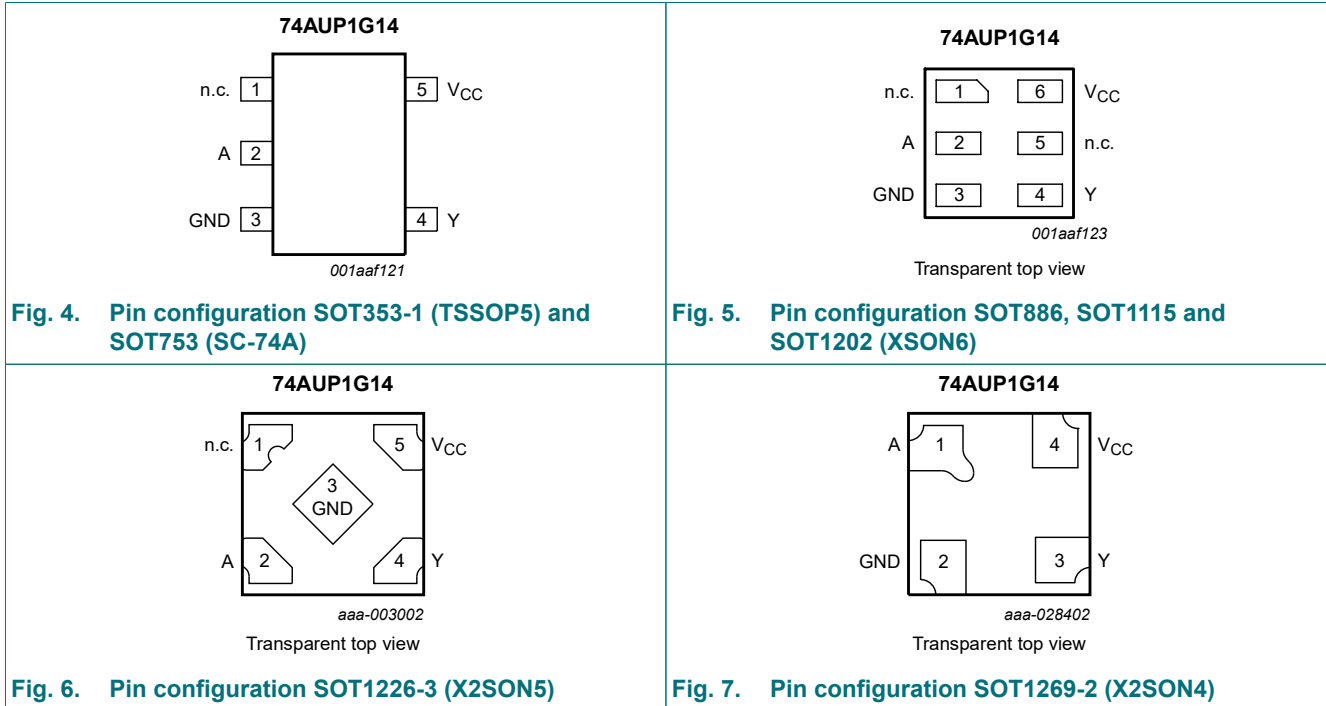 74AUP1G14
n.c. 1 5 VCC
A 2
GND 3 4 Y
001aaf121
Fig. 4. Pin configuration SOT353-1 (TSSOP5) and
SOT753 (SC-74A)
74AUP1G14
n.c. 1 6 VCC
A 2 5 n.c.
GND 3 4 Y
001aaf123
Transparent top view
Fig. 5. Pin configuration SOT886, SOT1115 and
SOT1202 (XSON6)
74AUP1G14
n.c. 1 5 VCC
3
GND
A 2 4 Y
aaa-003002
Transparent top view
Fig. 6. Pin configuration SOT1226-3 (X2SON5)
74AUP1G14
A 1 4 VCC
GND 2 3 Y
aaa-028402
Transparent top view
Fig. 7. Pin configuration SOT1269-2 (X2SON4)